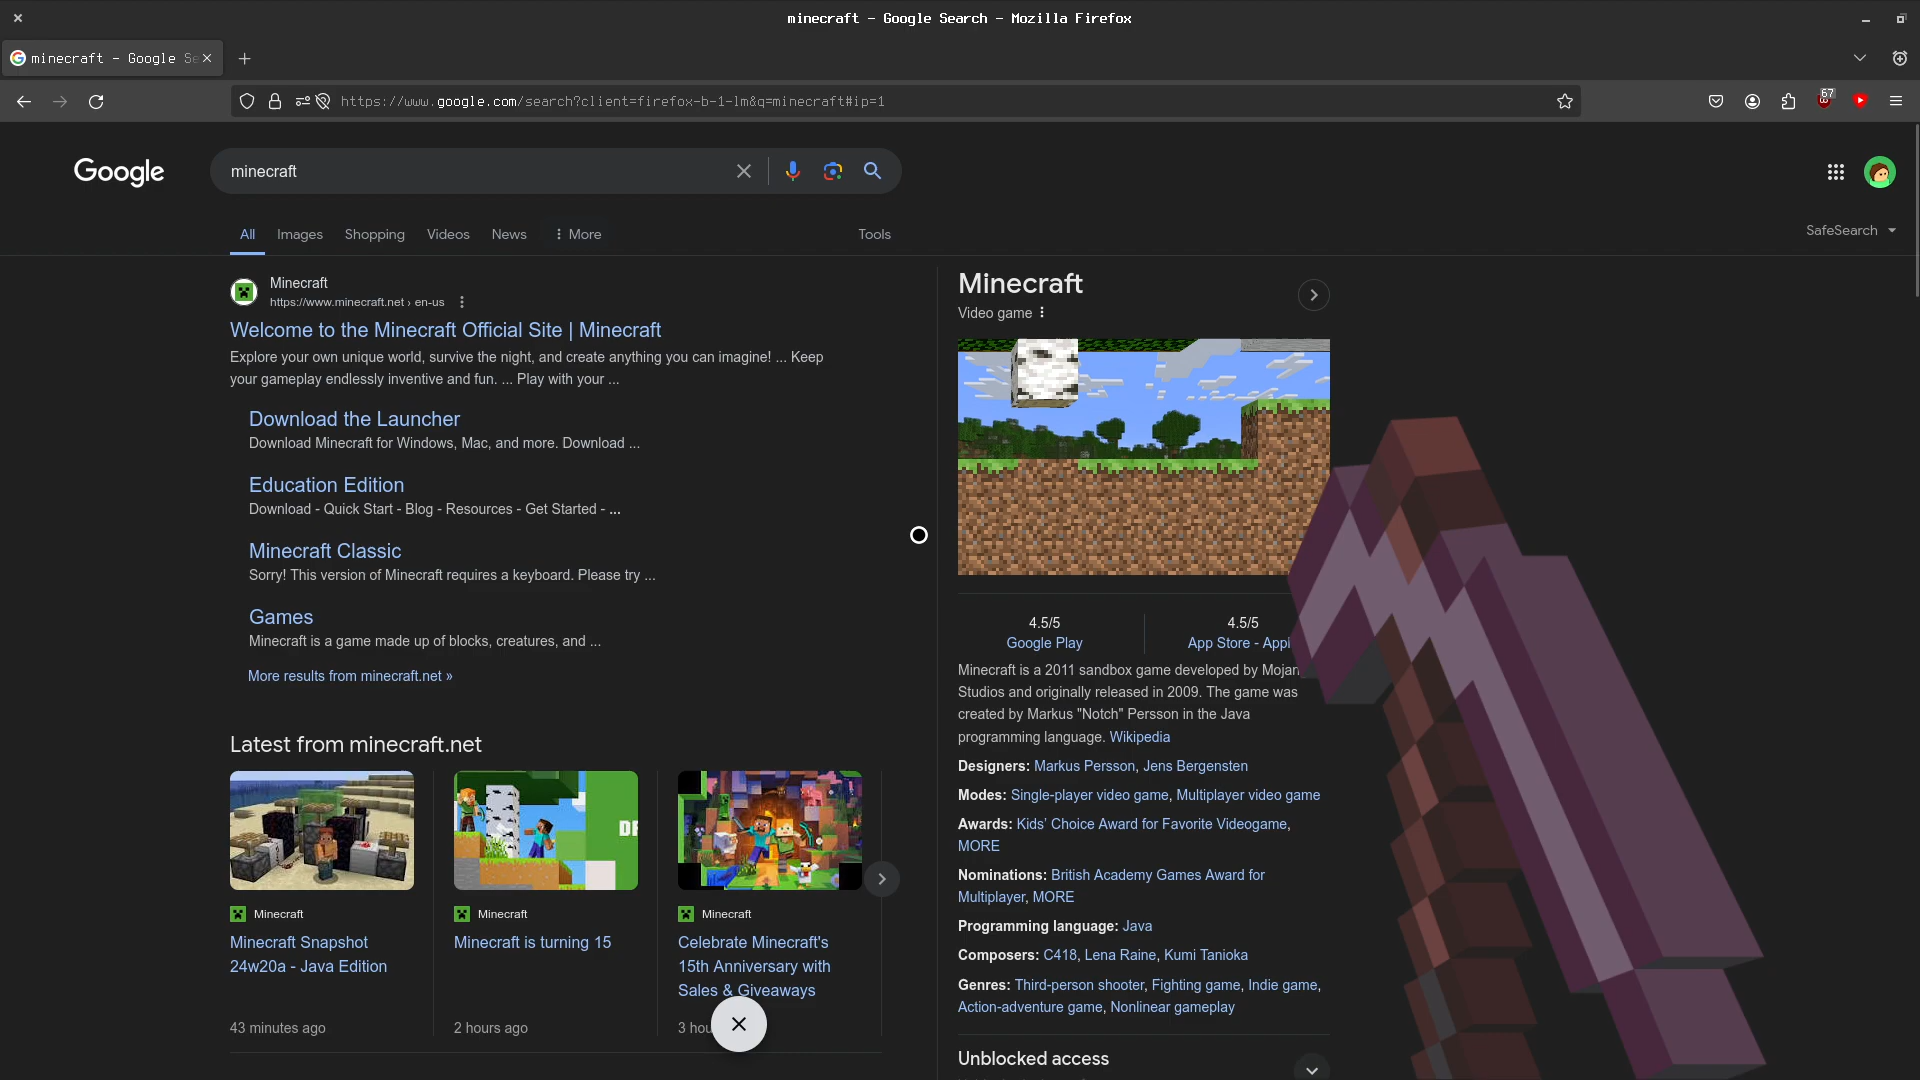 minecraft - Google Search — Mozilla Firefox
minecraft - Google Se
67
https://www.google.com/search?client=firefox-b-1-lm&q=minecraft#ip=1
Google
minecraft
All
Images
Shopping
Videos
News
More
Tools
SafeSearch
Minecraft
https://www.minecraft.net › en-us
Welcome to the Minecraft Official Site | Minecraft
Explore your own unique world, survive the night, and create anything you can imagine! ... Keep
your gameplay endlessly inventive and fun. ... Play with your ...
Download the Launcher
Download Minecraft for Windows, Mac, and more. Download ...
Education Edition
Download - Quick Start - Blog - Resources - Get Started - ...
Minecraft Classic
Sorry! This version of Minecraft requires a keyboard. Please try ...
Games
Minecraft is a game made up of blocks, creatures, and ...
More results from minecraft.net »
Latest from minecraft.net
DE
Minecraft
Minecraft Snapshot
24w20a - Java Edition
43 minutes ago
Minecraft
Minecraft is turning 15
2 hours ago
Minecraft
Celebrate Minecraft's
15th Anniversary with
Sales & Giveaways
3 hou
Minecraft
Video game
4.5/5
Google Play
4.5/5
App Store - Appl
Minecraft is a 2011 sandbox game developed by Mojan
Studios and originally released in 2009. The game was
created by Markus "Notch" Persson in the Java
programming language. Wikipedia
Designers: Markus Persson, Jens Bergensten
Modes: Single-player video game, Multiplayer video game
Awards: Kids' Choice Award for Favorite Videogame,
MORE
Nominations: British Academy Games Award for
Multiplayer, MORE
Programming language: Java
Composers: C418, Lena Raine, Kumi Tanioka
Genres: Third-person shooter, Fighting game, Indie game,
Action-adventure game, Nonlinear gameplay
Unblocked access